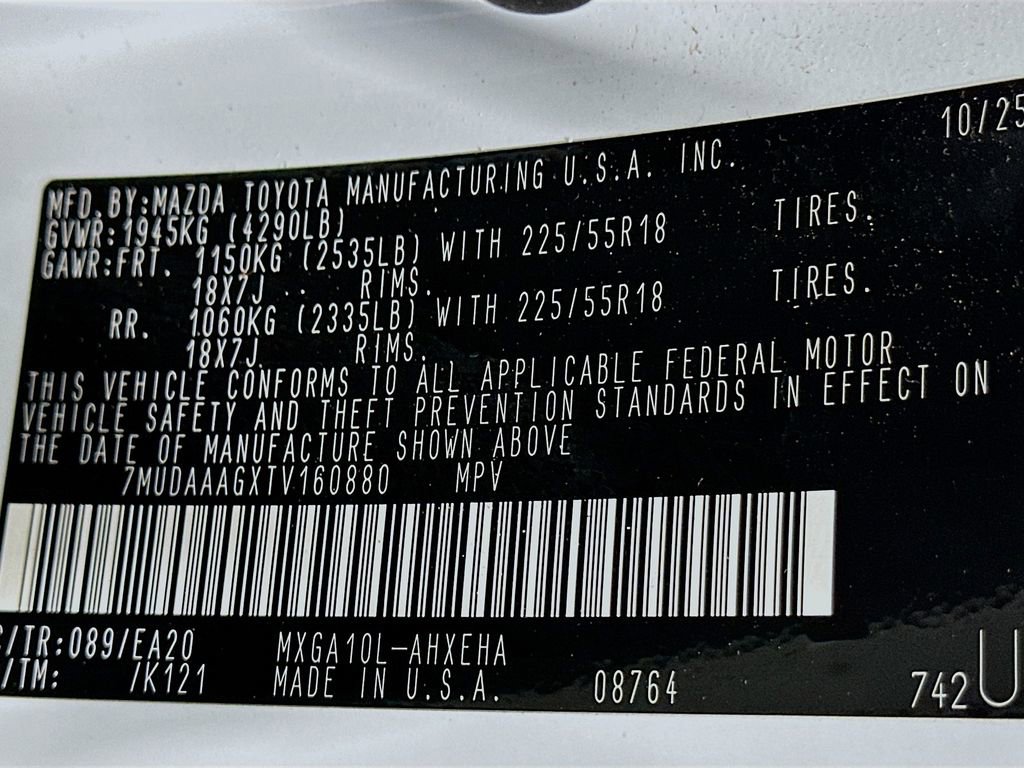 10/25
MFD. BY: MAZDA TOYOTA MANUFACTURING U.S.A. INC.
GVWR: 1945KG (4290LB)
GAWR: FRT. 1150KG (2535LB) WITH 225/55R18 TIRES.
18X7J RIMS.
RR. 1060KG (2335LB) WITH 225/55R18 TIRES.
18X7J RIMS.
THIS VEHICLE CONFORMS TO ALL APPLICABLE FEDERAL MOTOR
VEHICLE SAFETY AND THEFT PREVENTION STANDARDS IN EFFECT ON
THE DATE OF MANUFACTURE SHOWN ABOVE
7MUDAAAGXTV160880 MPV
C/TR:089/EA20 MXGA10L-AHXEHA
/TM: /K121 MADE IN U.S.A. 08764 742U